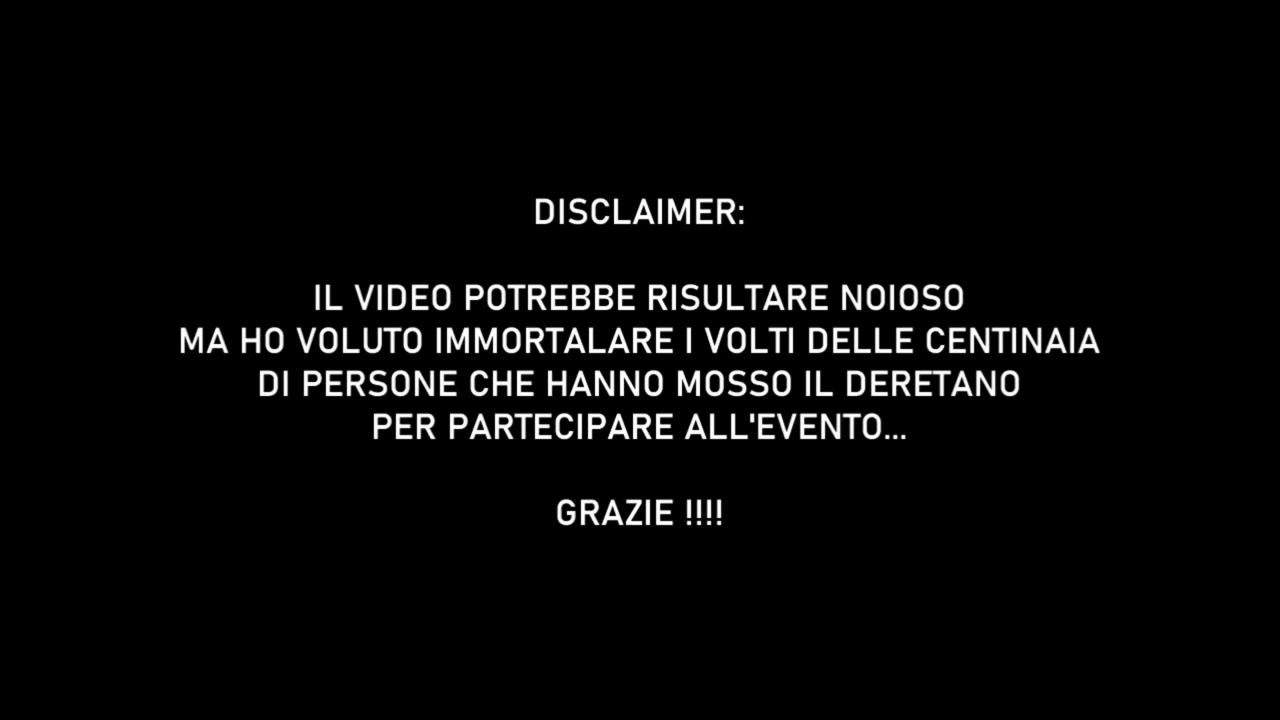 DISCLAIMER:
IL VIDEO POTREBBE RISULTARE NOIOSO
MA HO VOLUTO IMMORTALARE I VOLTI DELLE CENTINAIA
DI PERSONE CHE HANNO MOSSO IL DERETANO
PER PARTECIPARE ALL'EVENTO...
GRAZIE !!!!